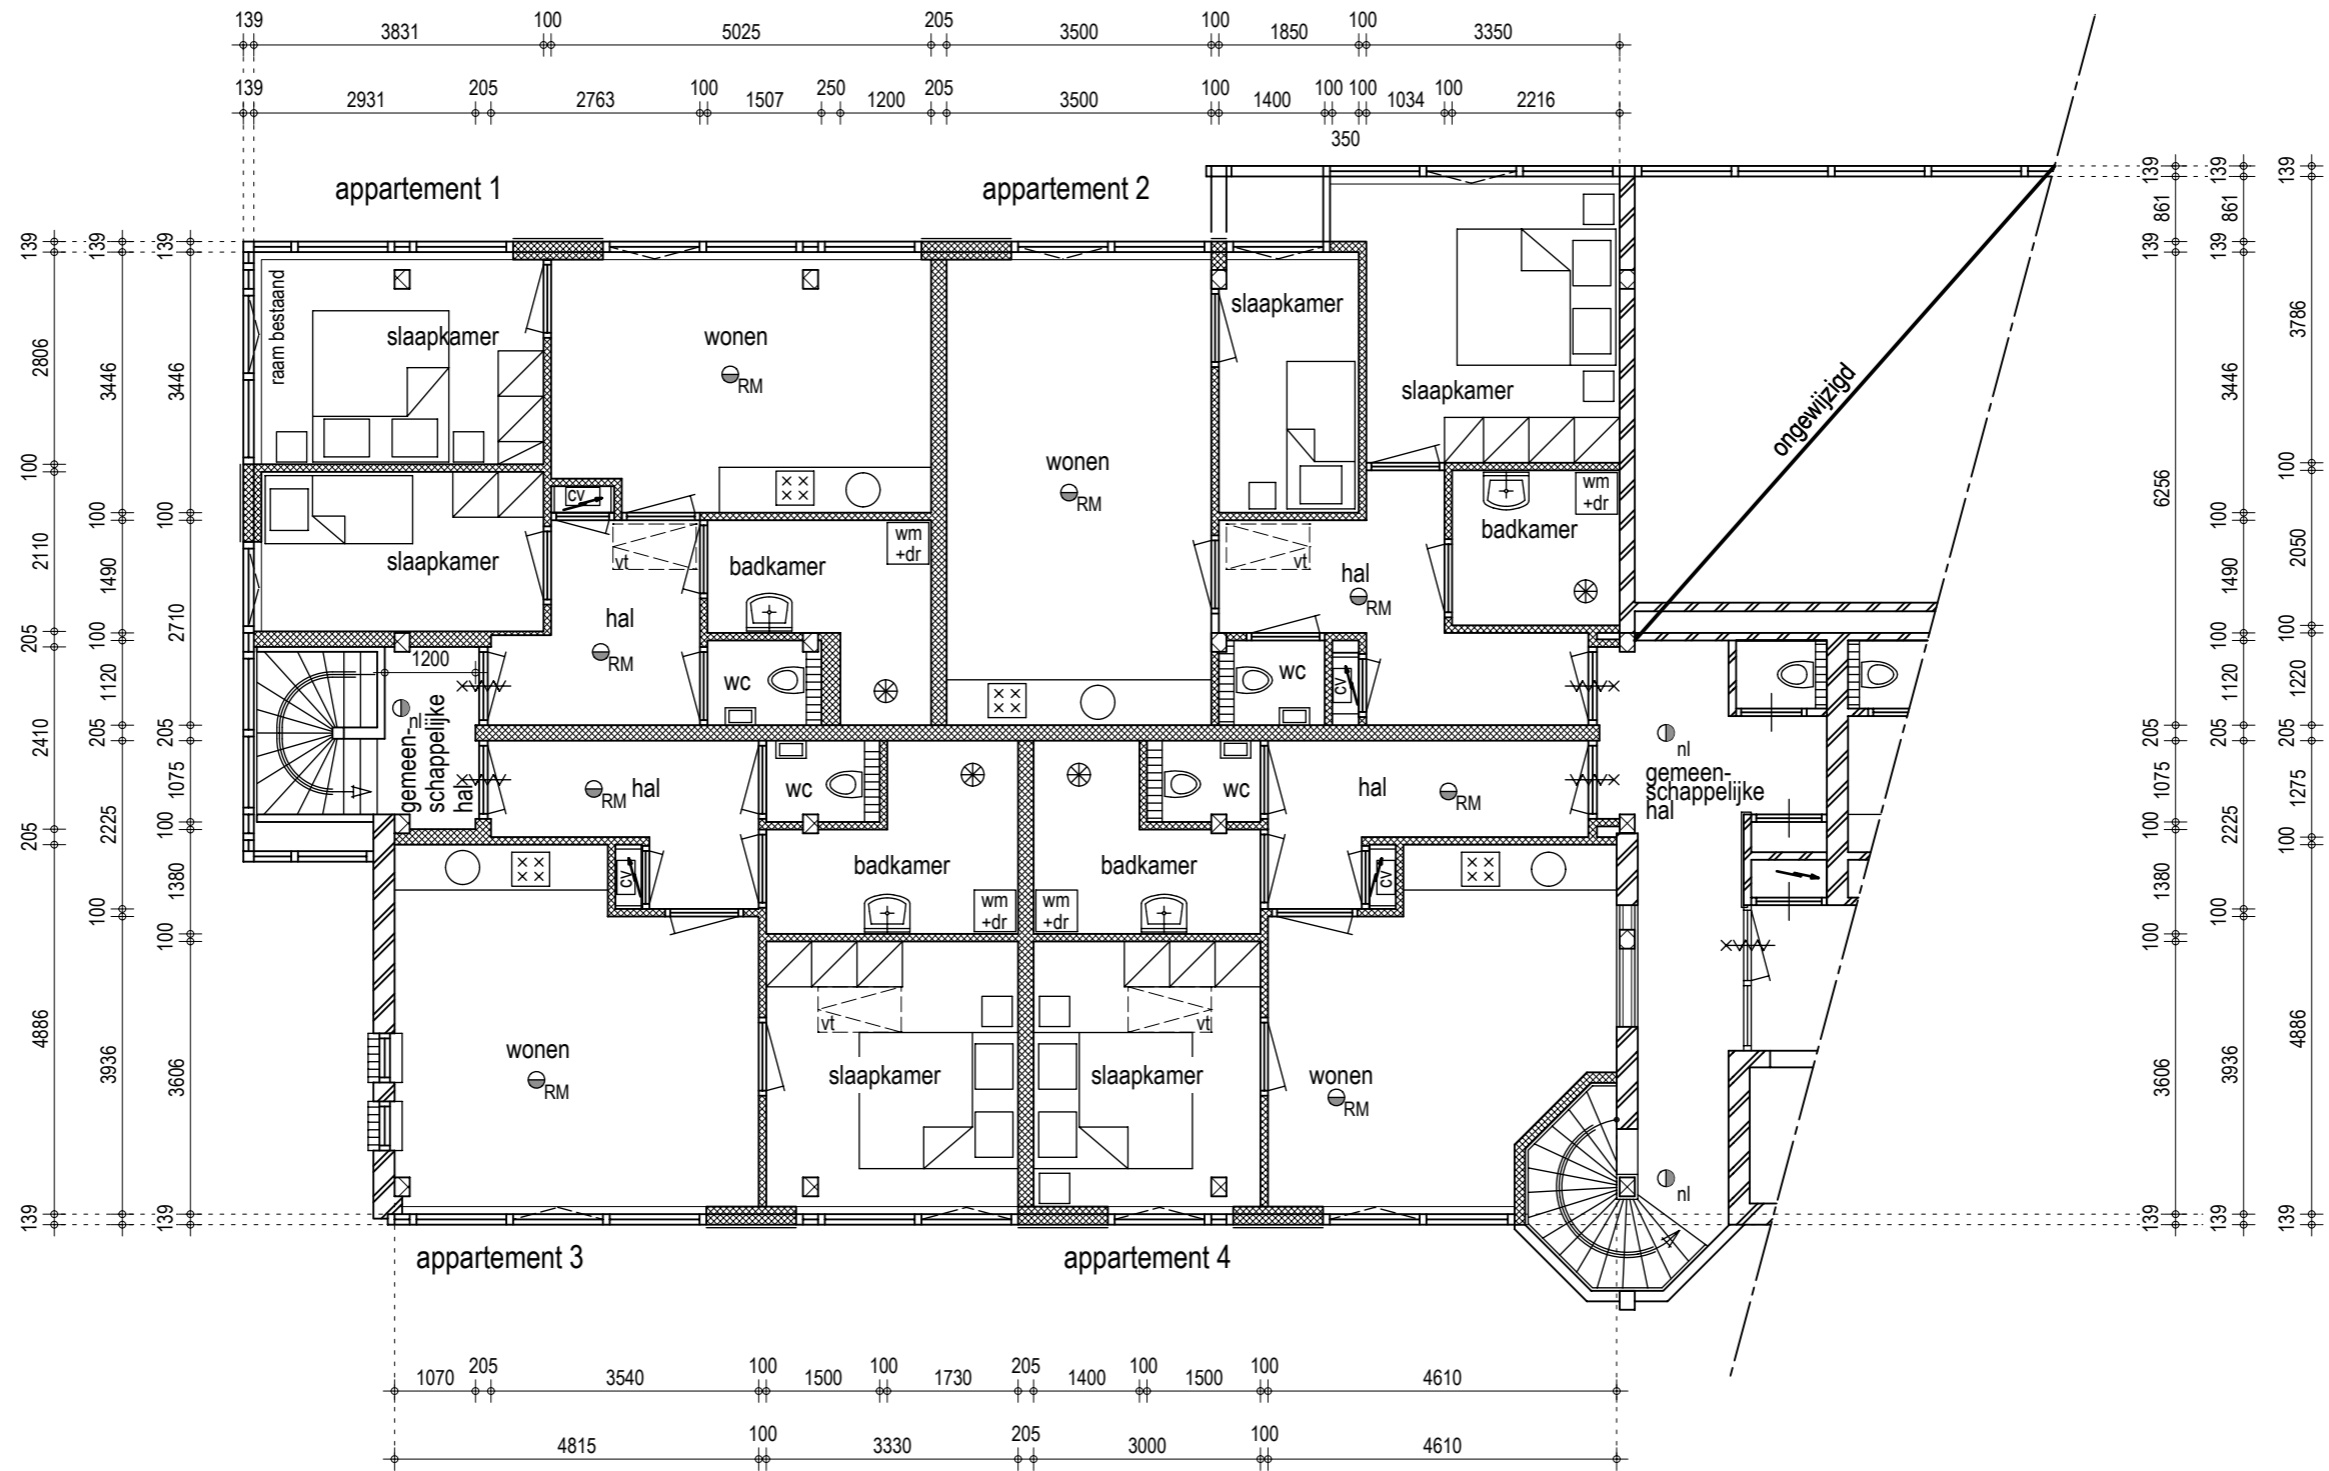 139 3831 100 5025 205 3500 100 1850 100 3350
139 2931 205 2763 100 1507 250 1200 205 3500 100 1400 100 100 1034 100 2216
350
appartement 1
appartement 2
139 2806 100 2110 205 2410 205 4886 139
139 3446 100 1490 100 1120 205 2225 100 3936 139
139 3446 100 2710 205 1075 100 1380 100 3606 139
raam bestaand
slaapkamer
wonen
RM
slaapkamer
slaapkamer
wonen
RM
cv
wm
+dr
slaapkamer
vt
badkamer
hal
RM
wc
vt
hal
RM
badkamer
wm
+dr
wc
cv
ongewijzigd
1200
nl
gemeen-
schappelijke
hal
hal
RM
wc
wc
hal
RM
nl
gemeen-
schappelijke
hal
cv
badkamer
wm
+dr
wm
+dr
badkamer
cv
wonen
RM
vt
slaapkamer
vt
slaapkamer
wonen
RM
nl
139 861 139 6256 100 205 1075 100 1380 100 3606 139
139 861 139 3446 100 1490 100 1120 205 2225 100 3936 139
139 3786 100 2050 100 1220 205 1275 100 4886 139
appartement 3
appartement 4
1070 205 3540 100 1500 100 1730 205 1400 100 1500 100 4610
4815 100 3330 205 3000 100 4610